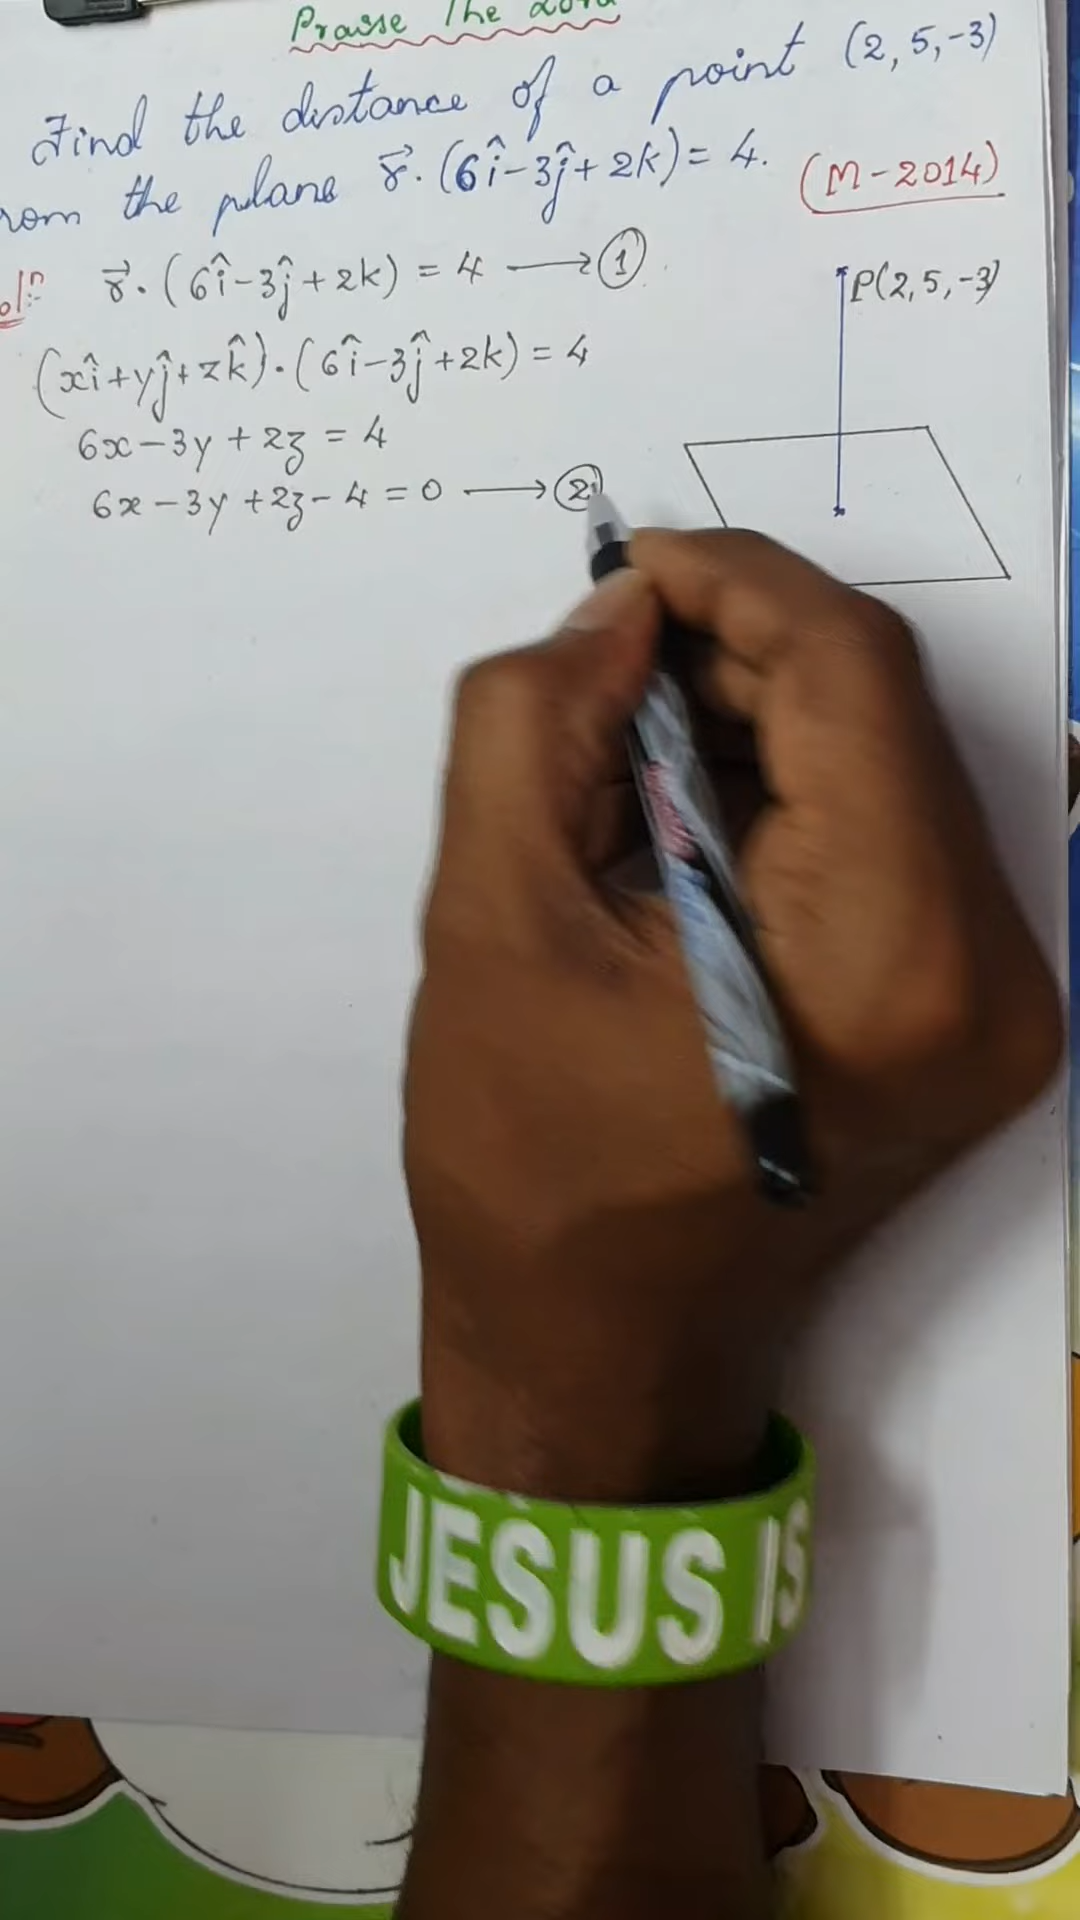 Praise The Lord
Find the distance of a point (2, 5, -3)
rom the plane r⃗. (6î-3ĵ+2k) = 4. (M-2014)
ol:- r⃗. (6î-3ĵ+2k) = 4 → ①
P(2, 5, -3)
(xî+yĵ+zk̂). (6î-3ĵ+2k) = 4
6x-3y+2z = 4
6x-3y+2z-4 = 0 → ②
JESUS IS